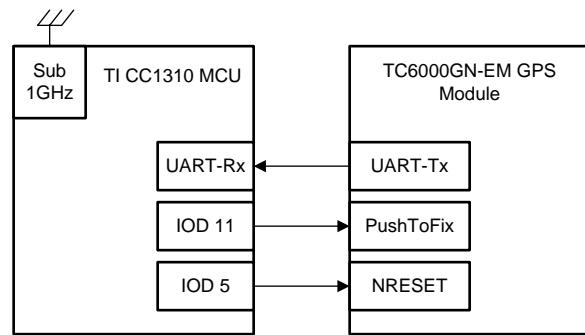 Sub
1GHz
TI CC1310 MCU
TC6000GN-EM GPS
Module
UART-Rx
UART-Tx
IOD 11
PushToFix
IOD 5
NRESET